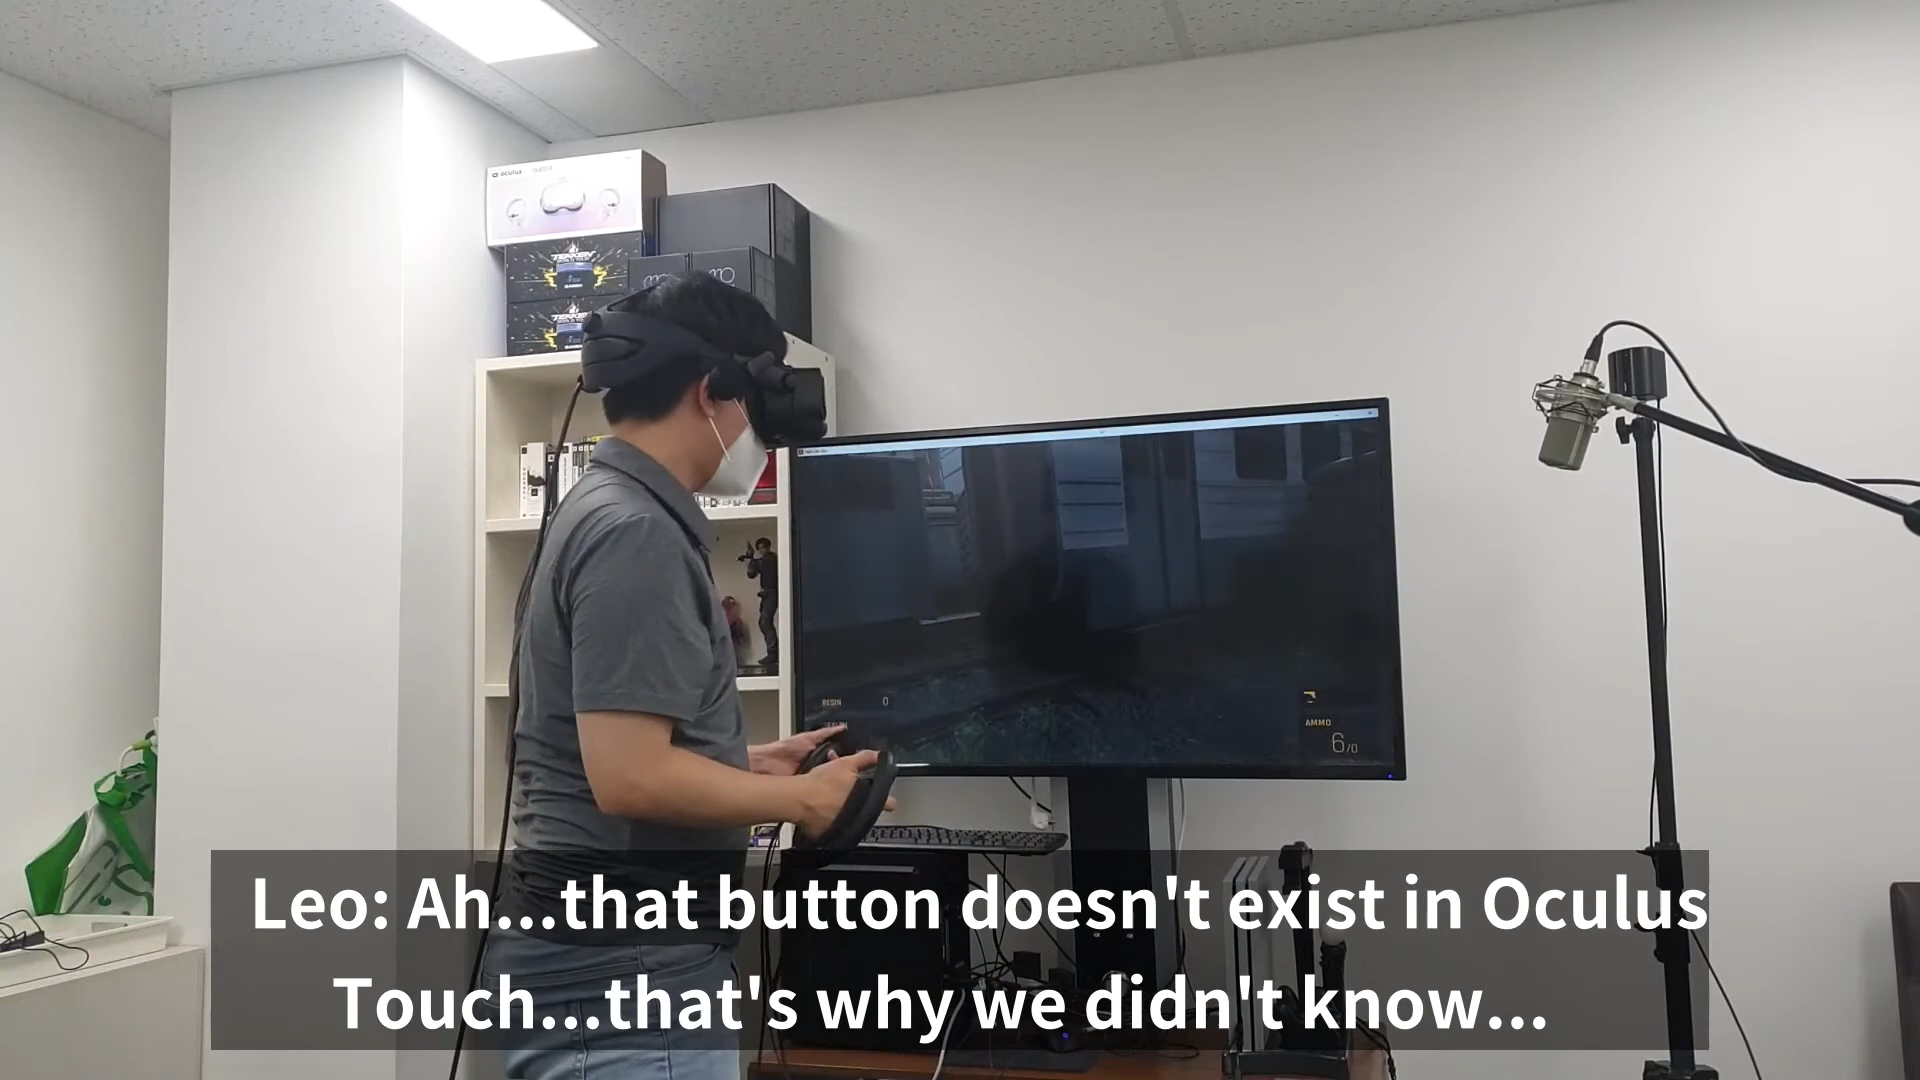 oculus
TEKKEN
TEKKEN
RESIN 0
HEALTH
AMMO
6/0
Leo: Ah...that button doesn't exist in Oculus
Touch...that's why we didn't know...